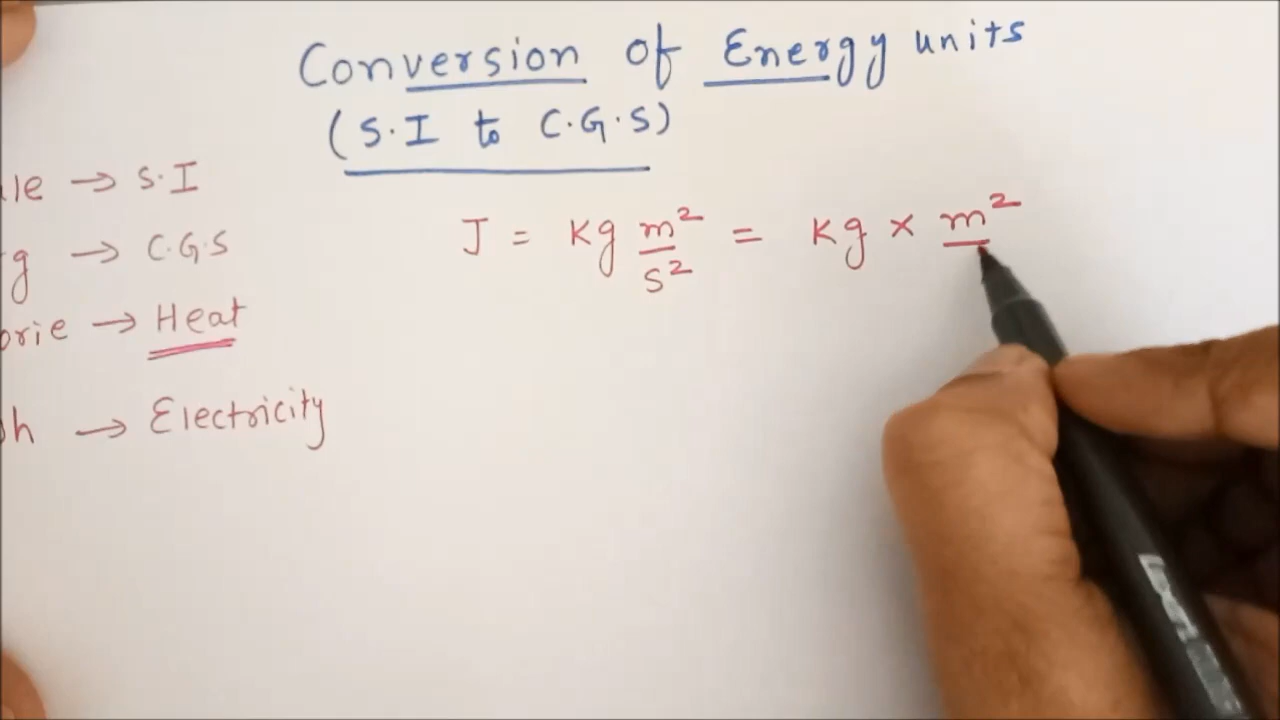 Conversion of Energy units
(S.I to C.G.S)
le → S.I
g → C.G.S
orie → Heat
h → Electricity
J = Kg m²/s² = Kg × m²